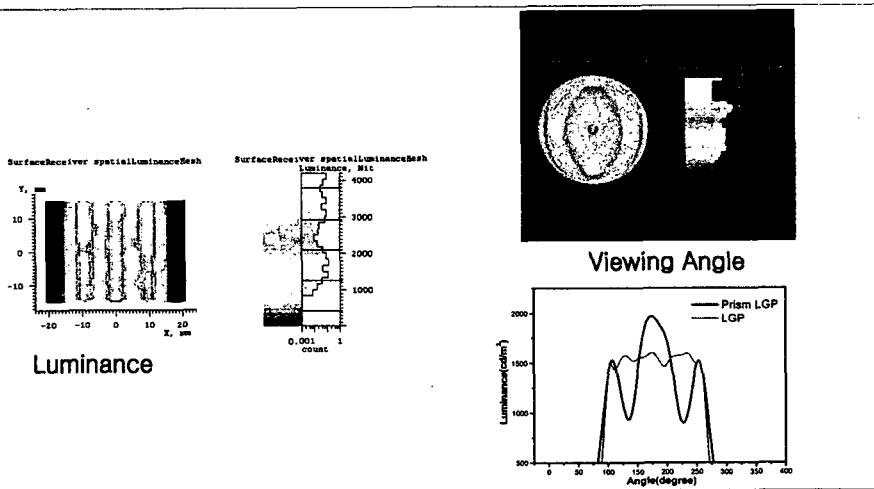 SurfaceReceiver spatialLuminanceMesh
Y, mm
10
0
-10
-20 -10 0 10 20
X, mm
Luminance
SurfaceReceiver spatialLuminanceMesh
Luminance, Nit
4000
3000
2000
1000
0.001 1
count
Viewing Angle
Prism LGP
LGP
Luminance(cd/m²)
2000
1500
1000
500
0 50 100 150 200 250 300 350 400
Angle(degree)